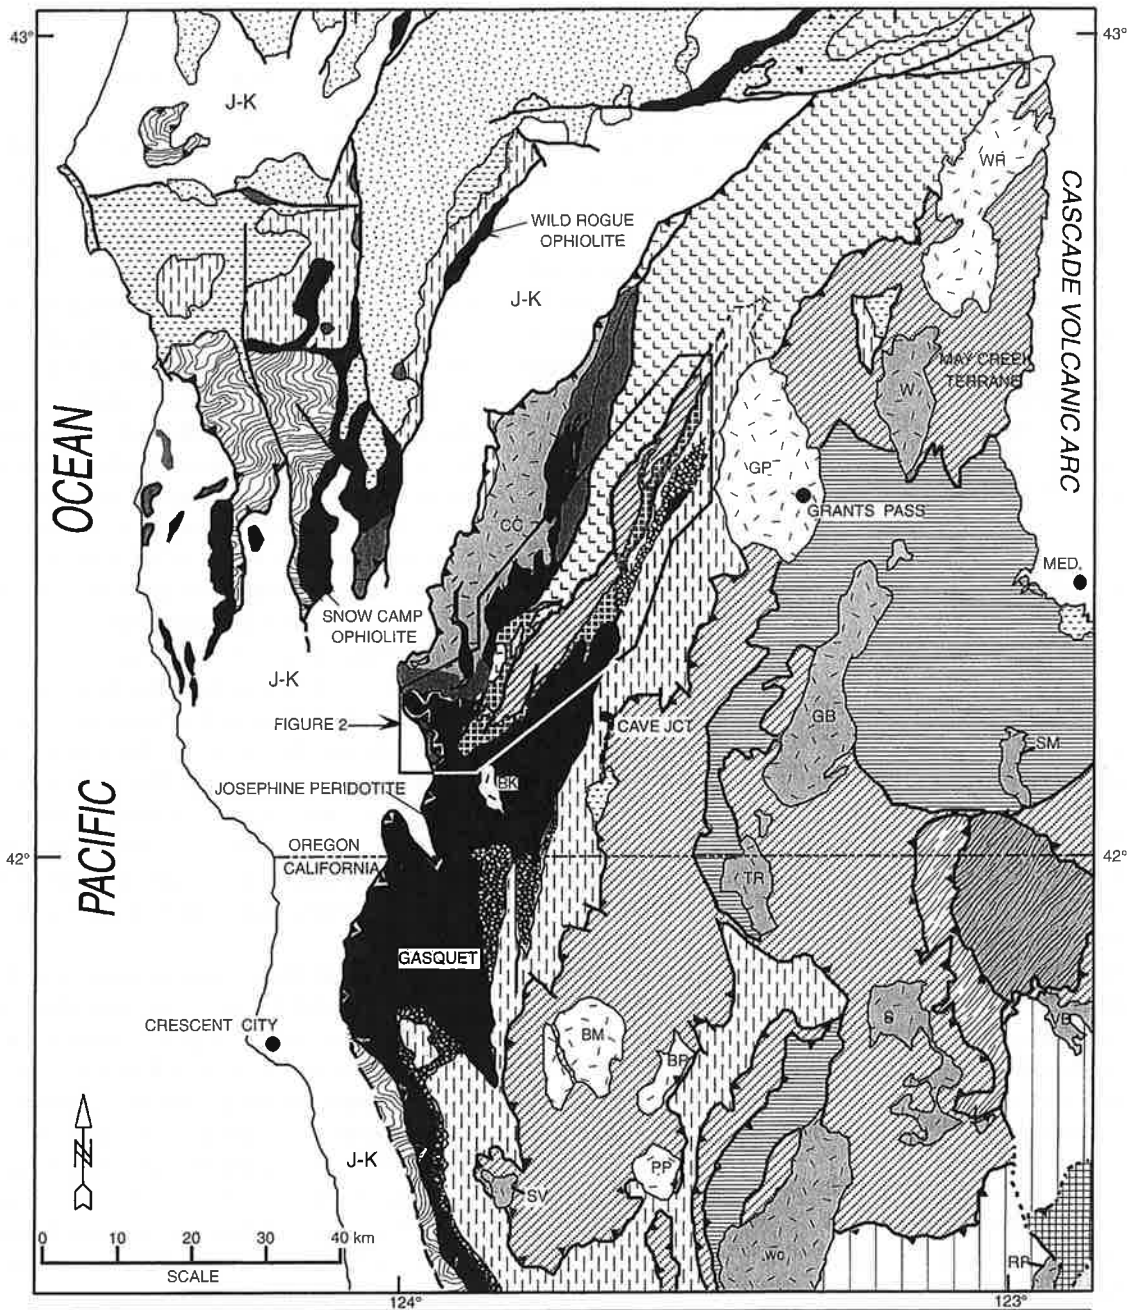 43°
43°
J-K
WR
CASCADE VOLCANIC ARC
WILD ROGUE
OPHIOLITE
J-K
MAY CREEK
TERRANE
W
OCEAN
GP
CC
GRANTS PASS
MED.
SNOW CAMP
OPHIOLITE
J-K
FIGURE 2
CAVE JCT
GB
SM
BK
JOSEPHINE PERIDOTITE
PACIFIC
OREGON
42°
42°
CALIFORNIA
TR
GASQUET
CRESCENT CITY
S
VB
BM
BP
N
J-K
PP
SV
WC
RP
0 10 20 30 40 km
SCALE
124°
123°